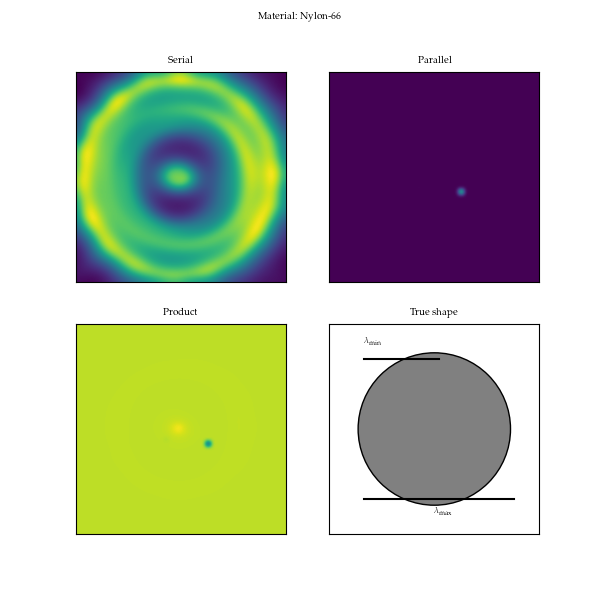 Material: Nylon-66
Serial
Parallel
Product
True shape
λmin
λmax